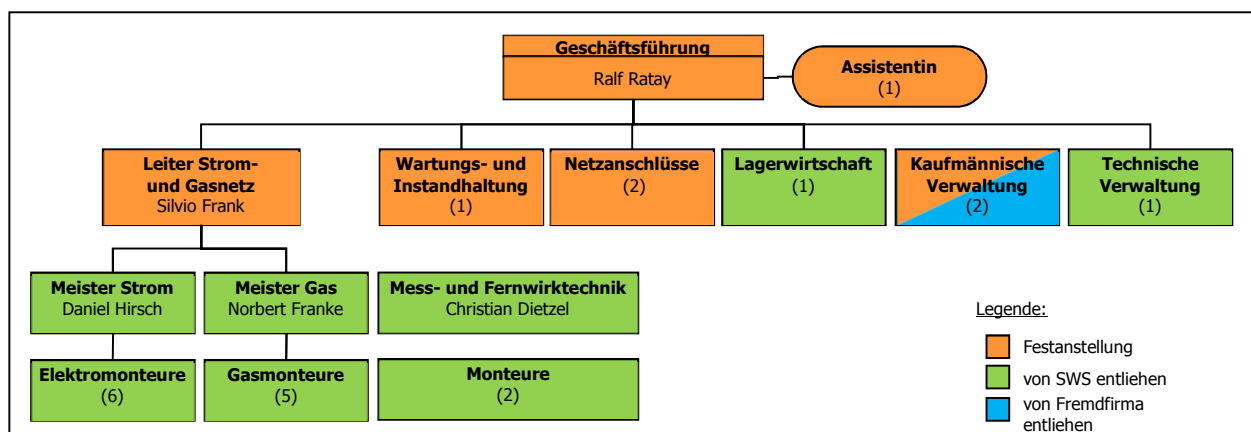 Geschäftsführung
Ralf Ratay
Assistentin
(1)
Leiter Strom-
und Gasnetz
Silvio Frank
Wartungs- und
Instandhaltung
(1)
Netzanschlüsse
(2)
Lagerwirtschaft
(1)
Kaufmännische
Verwaltung
(2)
Technische
Verwaltung
(1)
Meister Strom
Daniel Hirsch
Meister Gas
Norbert Franke
Mess- und Fernwirktechnik
Christian Dietzel
Elektromonteure
(6)
Gasmonteure
(5)
Monteure
(2)
Legende:
Festanstellung
von SWS entliehen
von Fremdfirma
entliehen